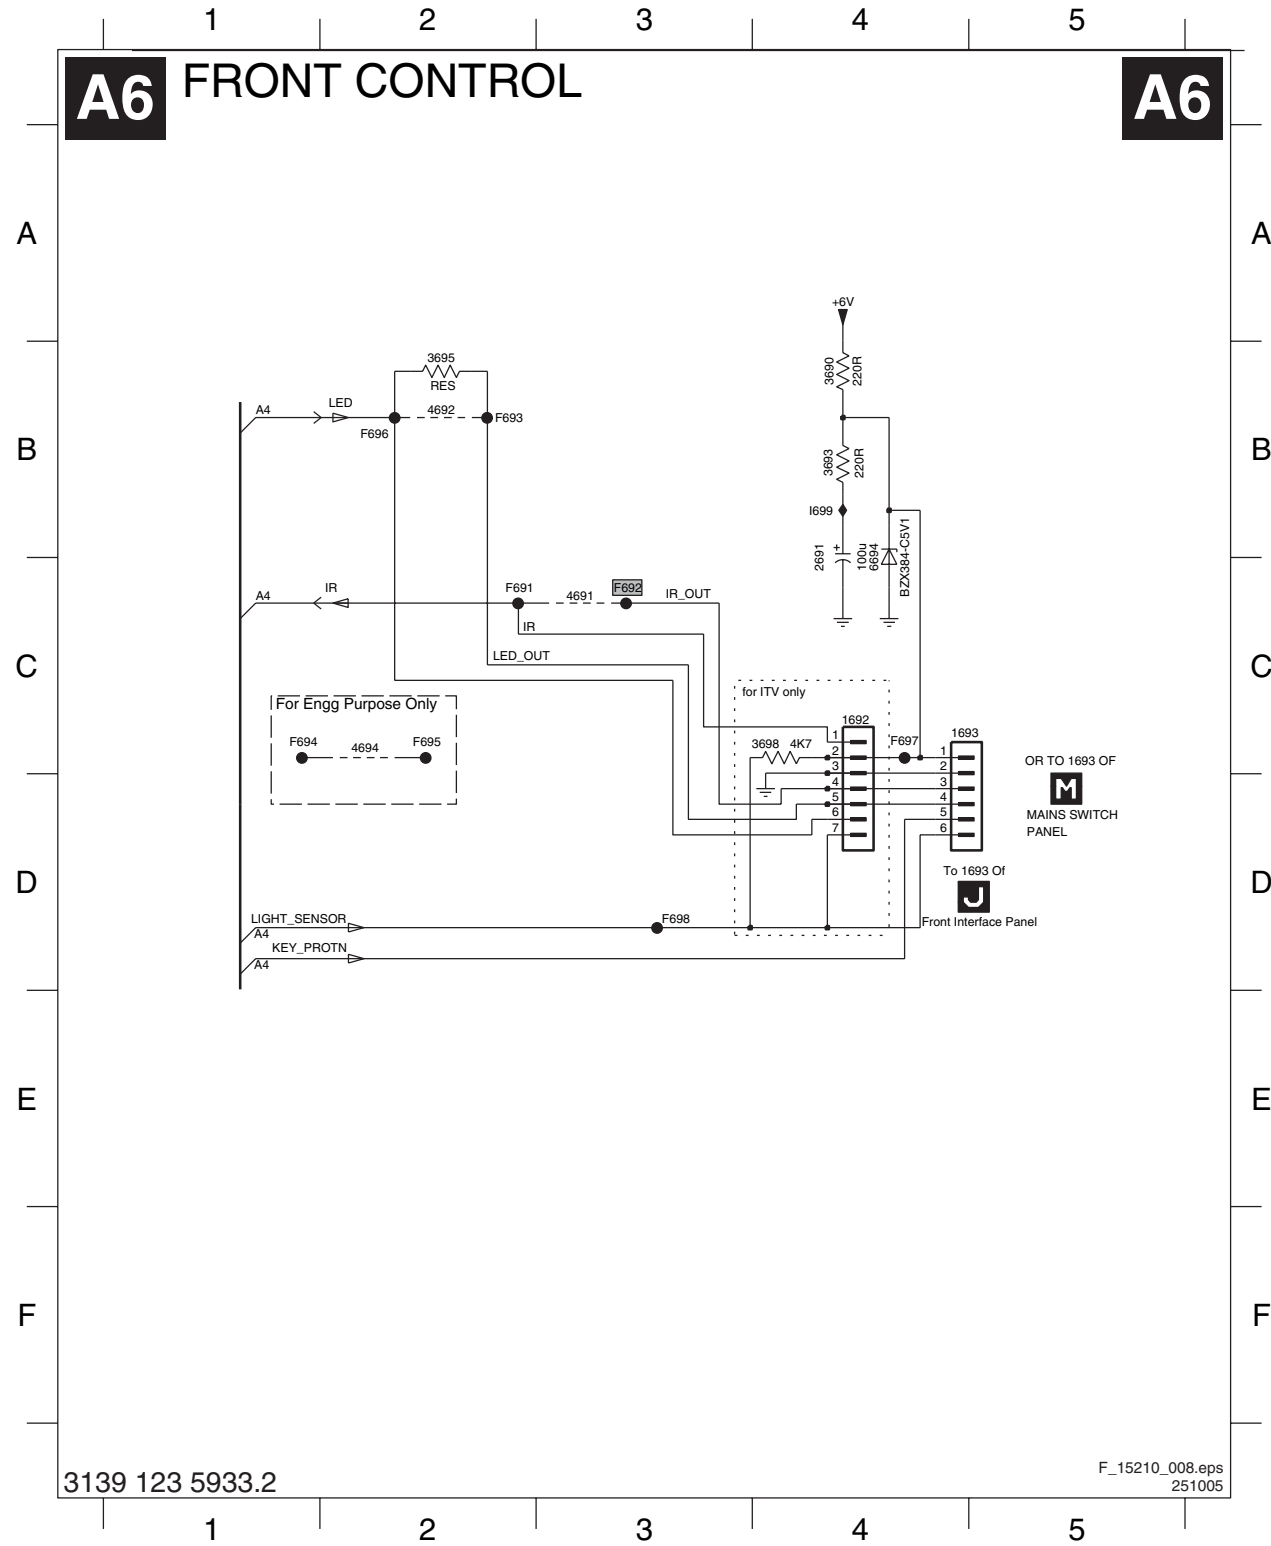 1 2 3 4 5
A6 FRONT CONTROL A6
A A
+6V
3690
220R
3695
RES
LED
A4
4692
F693
F696
B B
3693
220R
I699
2691
+
100u
6694
BZX384-C5V1
IR
A4
F691
4691
F692
IR_OUT
IR
LED_OUT
C C
for ITV only
For Engg Purpose Only
F694
4694
F695
1692
3698 4K7
F697
1693
1
2
3
4
5
6
7
1
2
3
4
5
6
OR TO 1693 OF
M
MAINS SWITCH
PANEL
To 1693 Of
J
Front Interface Panel
D D
LIGHT_SENSOR
A4
F698
KEY_PROTN
A4
E E
F F
3139 123 5933.2
F_15210_008.eps
251005
1 2 3 4 5